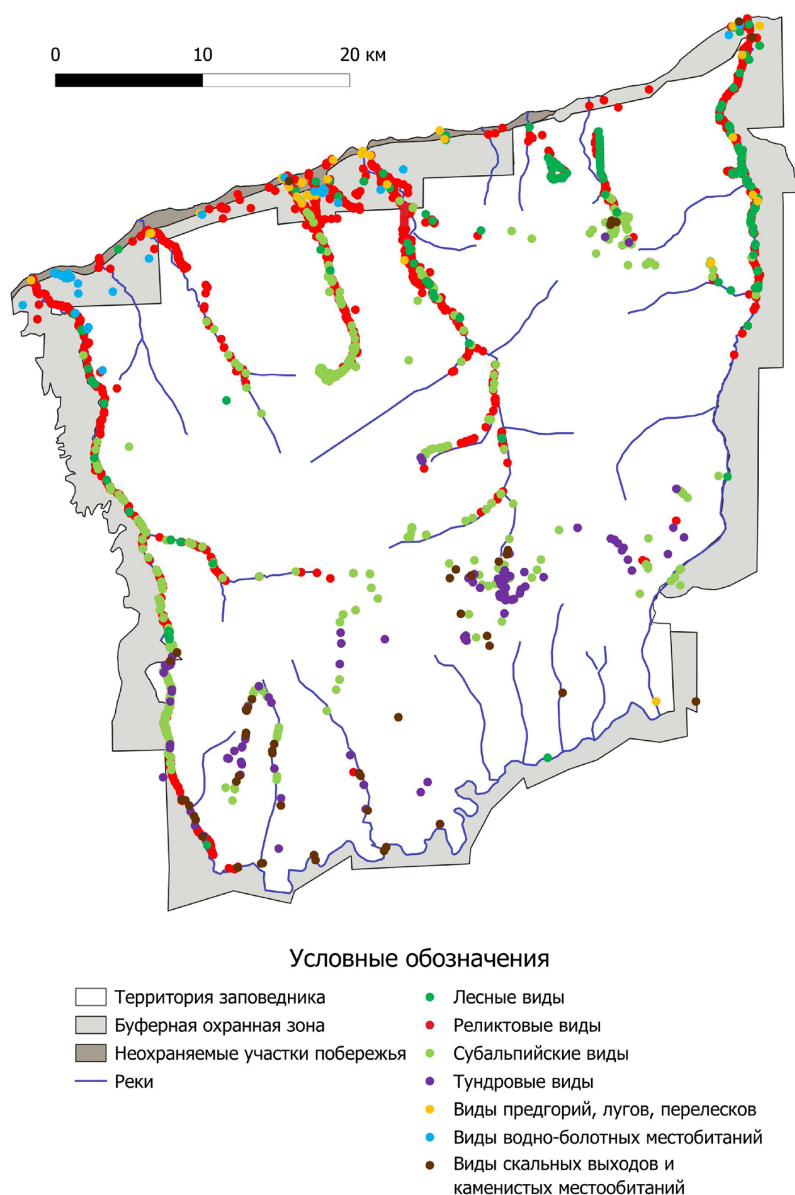 0 10 20 км
Условные обозначения
Территория заповедника
Буферная охранная зона
Неохраняемые участки побережья
Реки
Лесные виды
Реликтовые виды
Субальпийские виды
Тундровые виды
Виды предгорий, лугов, перелесков
Виды водно-болотных местобитаний
Виды скальных выходов и
каменистых местообитаний